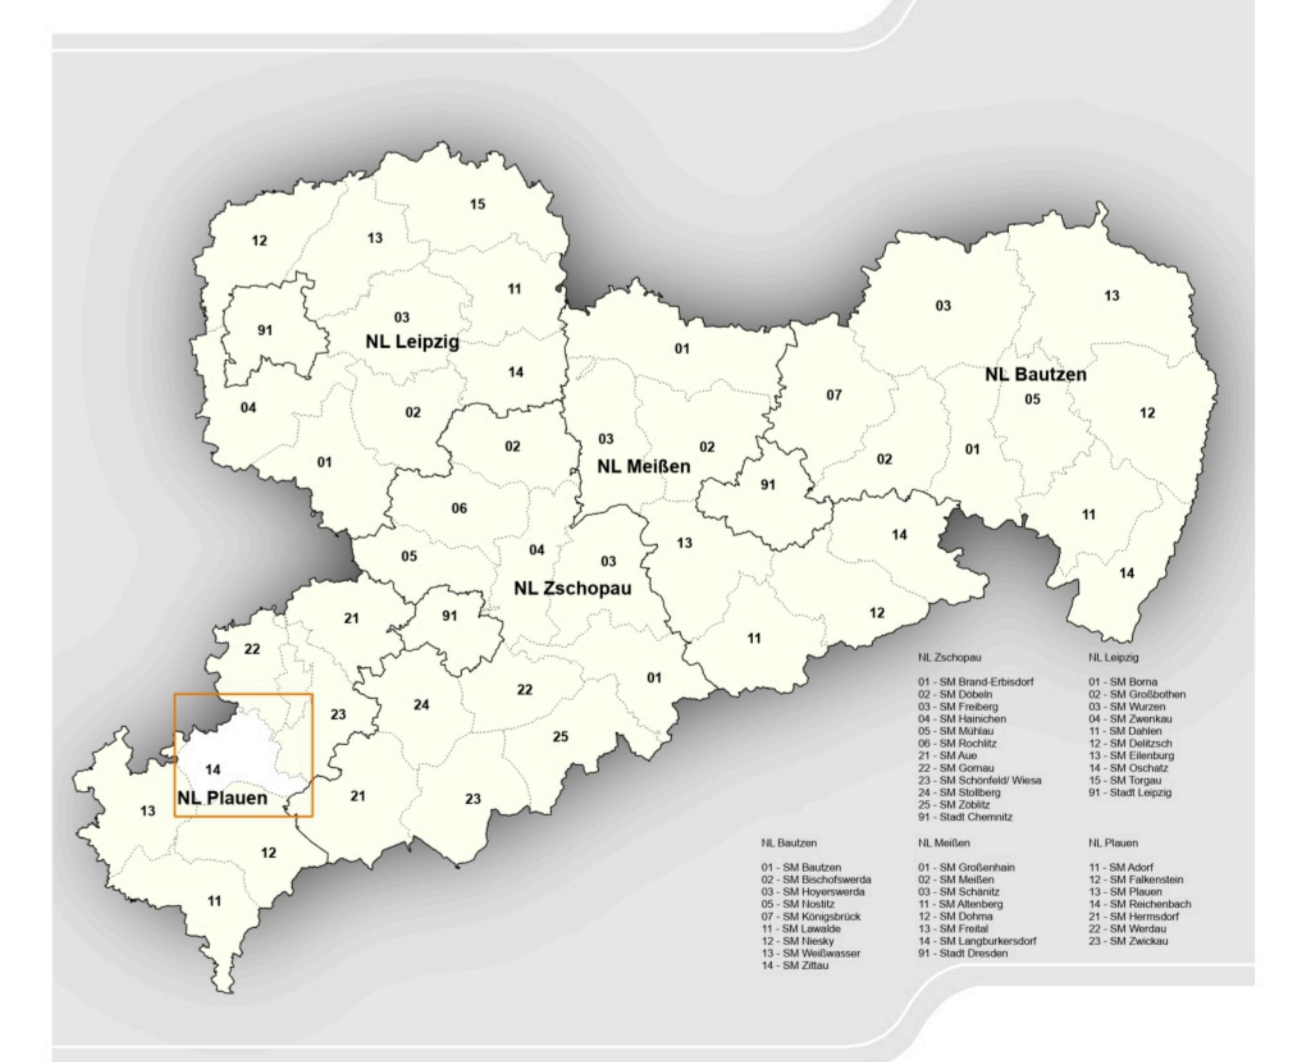 15
12
13
11
03
91
03
13
NL Leipzig
01
14
NL Bautzen
07
05
04
02
12
02
03
02
01
01
NL Meißen
02
91
06
11
14
13
04
05
03
14
NL Zschopau
12
91
21
11
22
01
22
24
23
25
14
NL Plauen
21
23
13
12
11
NL Zschopau
01 - SM Brand-Erbisdorf
02 - SM Döbeln
03 - SM Freiberg
04 - SM Hainichen
05 - SM Mühlau
06 - SM Rochlitz
21 - SM Aue
22 - SM Gornau
23 - SM Schönfeld/ Wiesa
24 - SM Stollberg
25 - SM Zöblitz
91 - Stadt Chemnitz
NL Leipzig
01 - SM Borna
02 - SM Großbothen
03 - SM Wurzen
04 - SM Zwenkau
11 - SM Dahlen
12 - SM Delitzsch
13 - SM Eilenburg
14 - SM Oschatz
15 - SM Torgau
91 - Stadt Leipzig
NL Bautzen
01 - SM Bautzen
02 - SM Bischofswerda
03 - SM Hoyerswerda
05 - SM Nostitz
07 - SM Königsbrück
11 - SM Lawalde
12 - SM Niesky
13 - SM Weißwasser
14 - SM Zittau
NL Meißen
01 - SM Großenhain
02 - SM Meißen
03 - SM Schänitz
11 - SM Altenberg
12 - SM Dohma
13 - SM Freital
14 - SM Langburkersdorf
91 - Stadt Dresden
NL Plauen
11 - SM Adorf
12 - SM Falkenstein
13 - SM Plauen
14 - SM Reichenbach
21 - SM Hermsdorf
22 - SM Werdau
23 - SM Zwickau